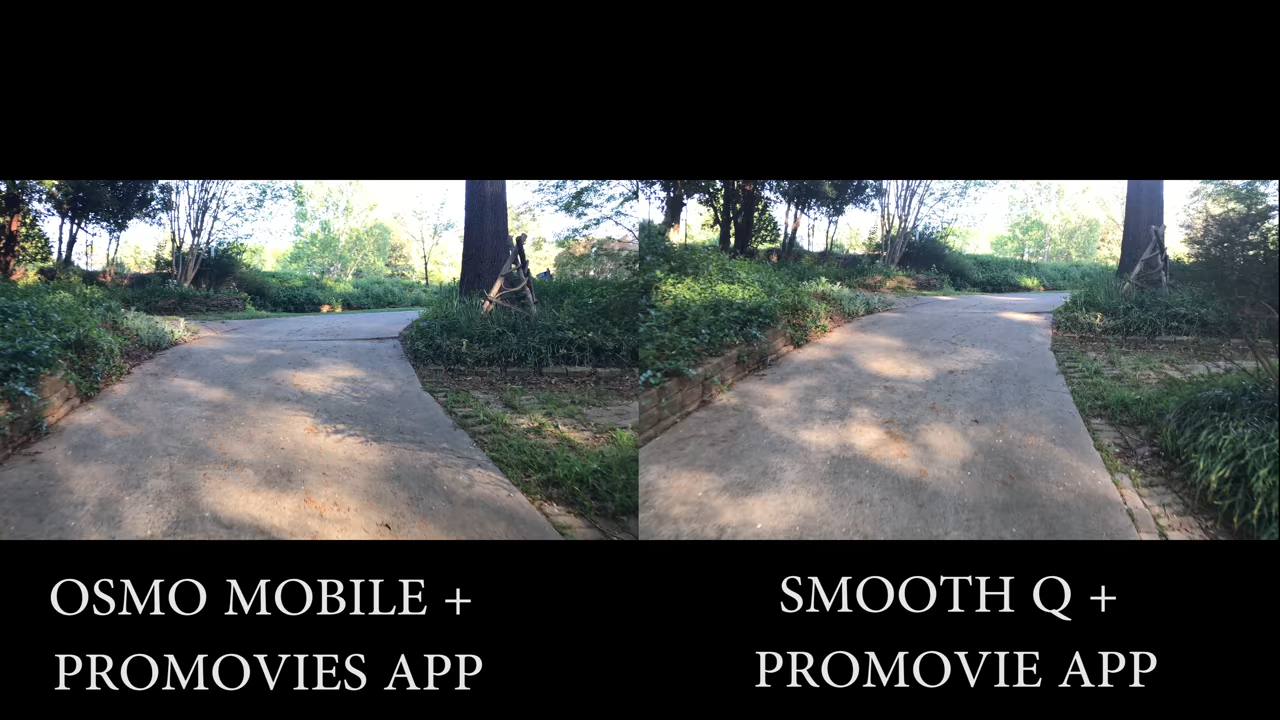 OSMO MOBILE +
PROMOVIES APP
SMOOTH Q +
PROMOVIE APP